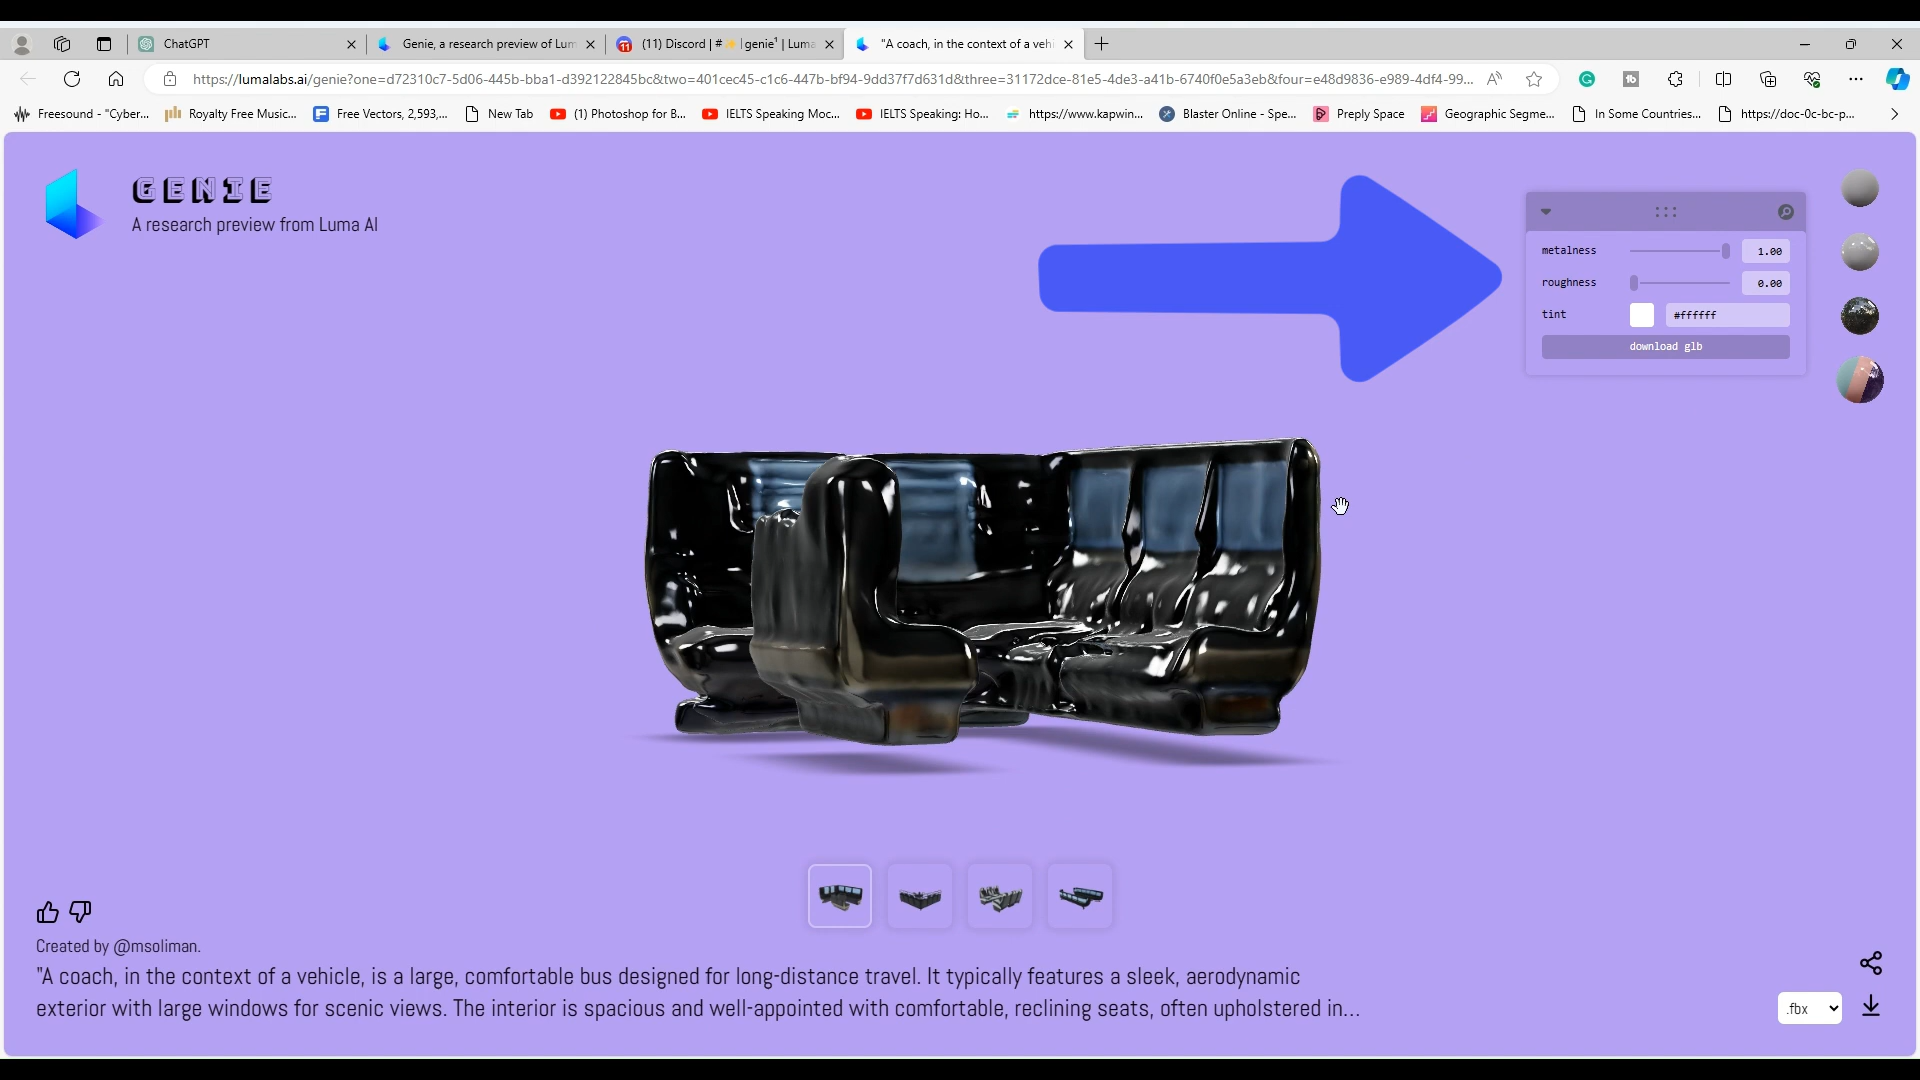 ChatGPT
Genie, a research preview of Lum
(11) Discord | # | genie¹ | Luma
"A coach, in the context of a vehi
https://lumalabs.ai/genie?one=d72310c7-5d06-445b-bba1-d392122845bc&two=401cec45-c1c6-447b-bf94-9dd37f7d631d&three=31172dce-81e5-4de3-a41b-6740f0e5a3eb&four=e48d9836-e989-4df4-99...
Freesound - "Cyber...
Royalty Free Music...
Free Vectors, 2,593,...
New Tab
(1) Photoshop for B...
IELTS Speaking Moc...
IELTS Speaking: Ho...
https://www.kapwin...
Blaster Online - Spe...
Preply Space
Geographic Segme...
In Some Countries...
https://doc-0c-bc-p...
GENIE
A research preview from Luma AI
metalness 1.00
roughness 0.00
tint #ffffff
download glb
Created by @msoliman.
"A coach, in the context of a vehicle, is a large, comfortable bus designed for long-distance travel. It typically features a sleek, aerodynamic
exterior with large windows for scenic views. The interior is spacious and well-appointed with comfortable, reclining seats, often upholstered in...
.fbx